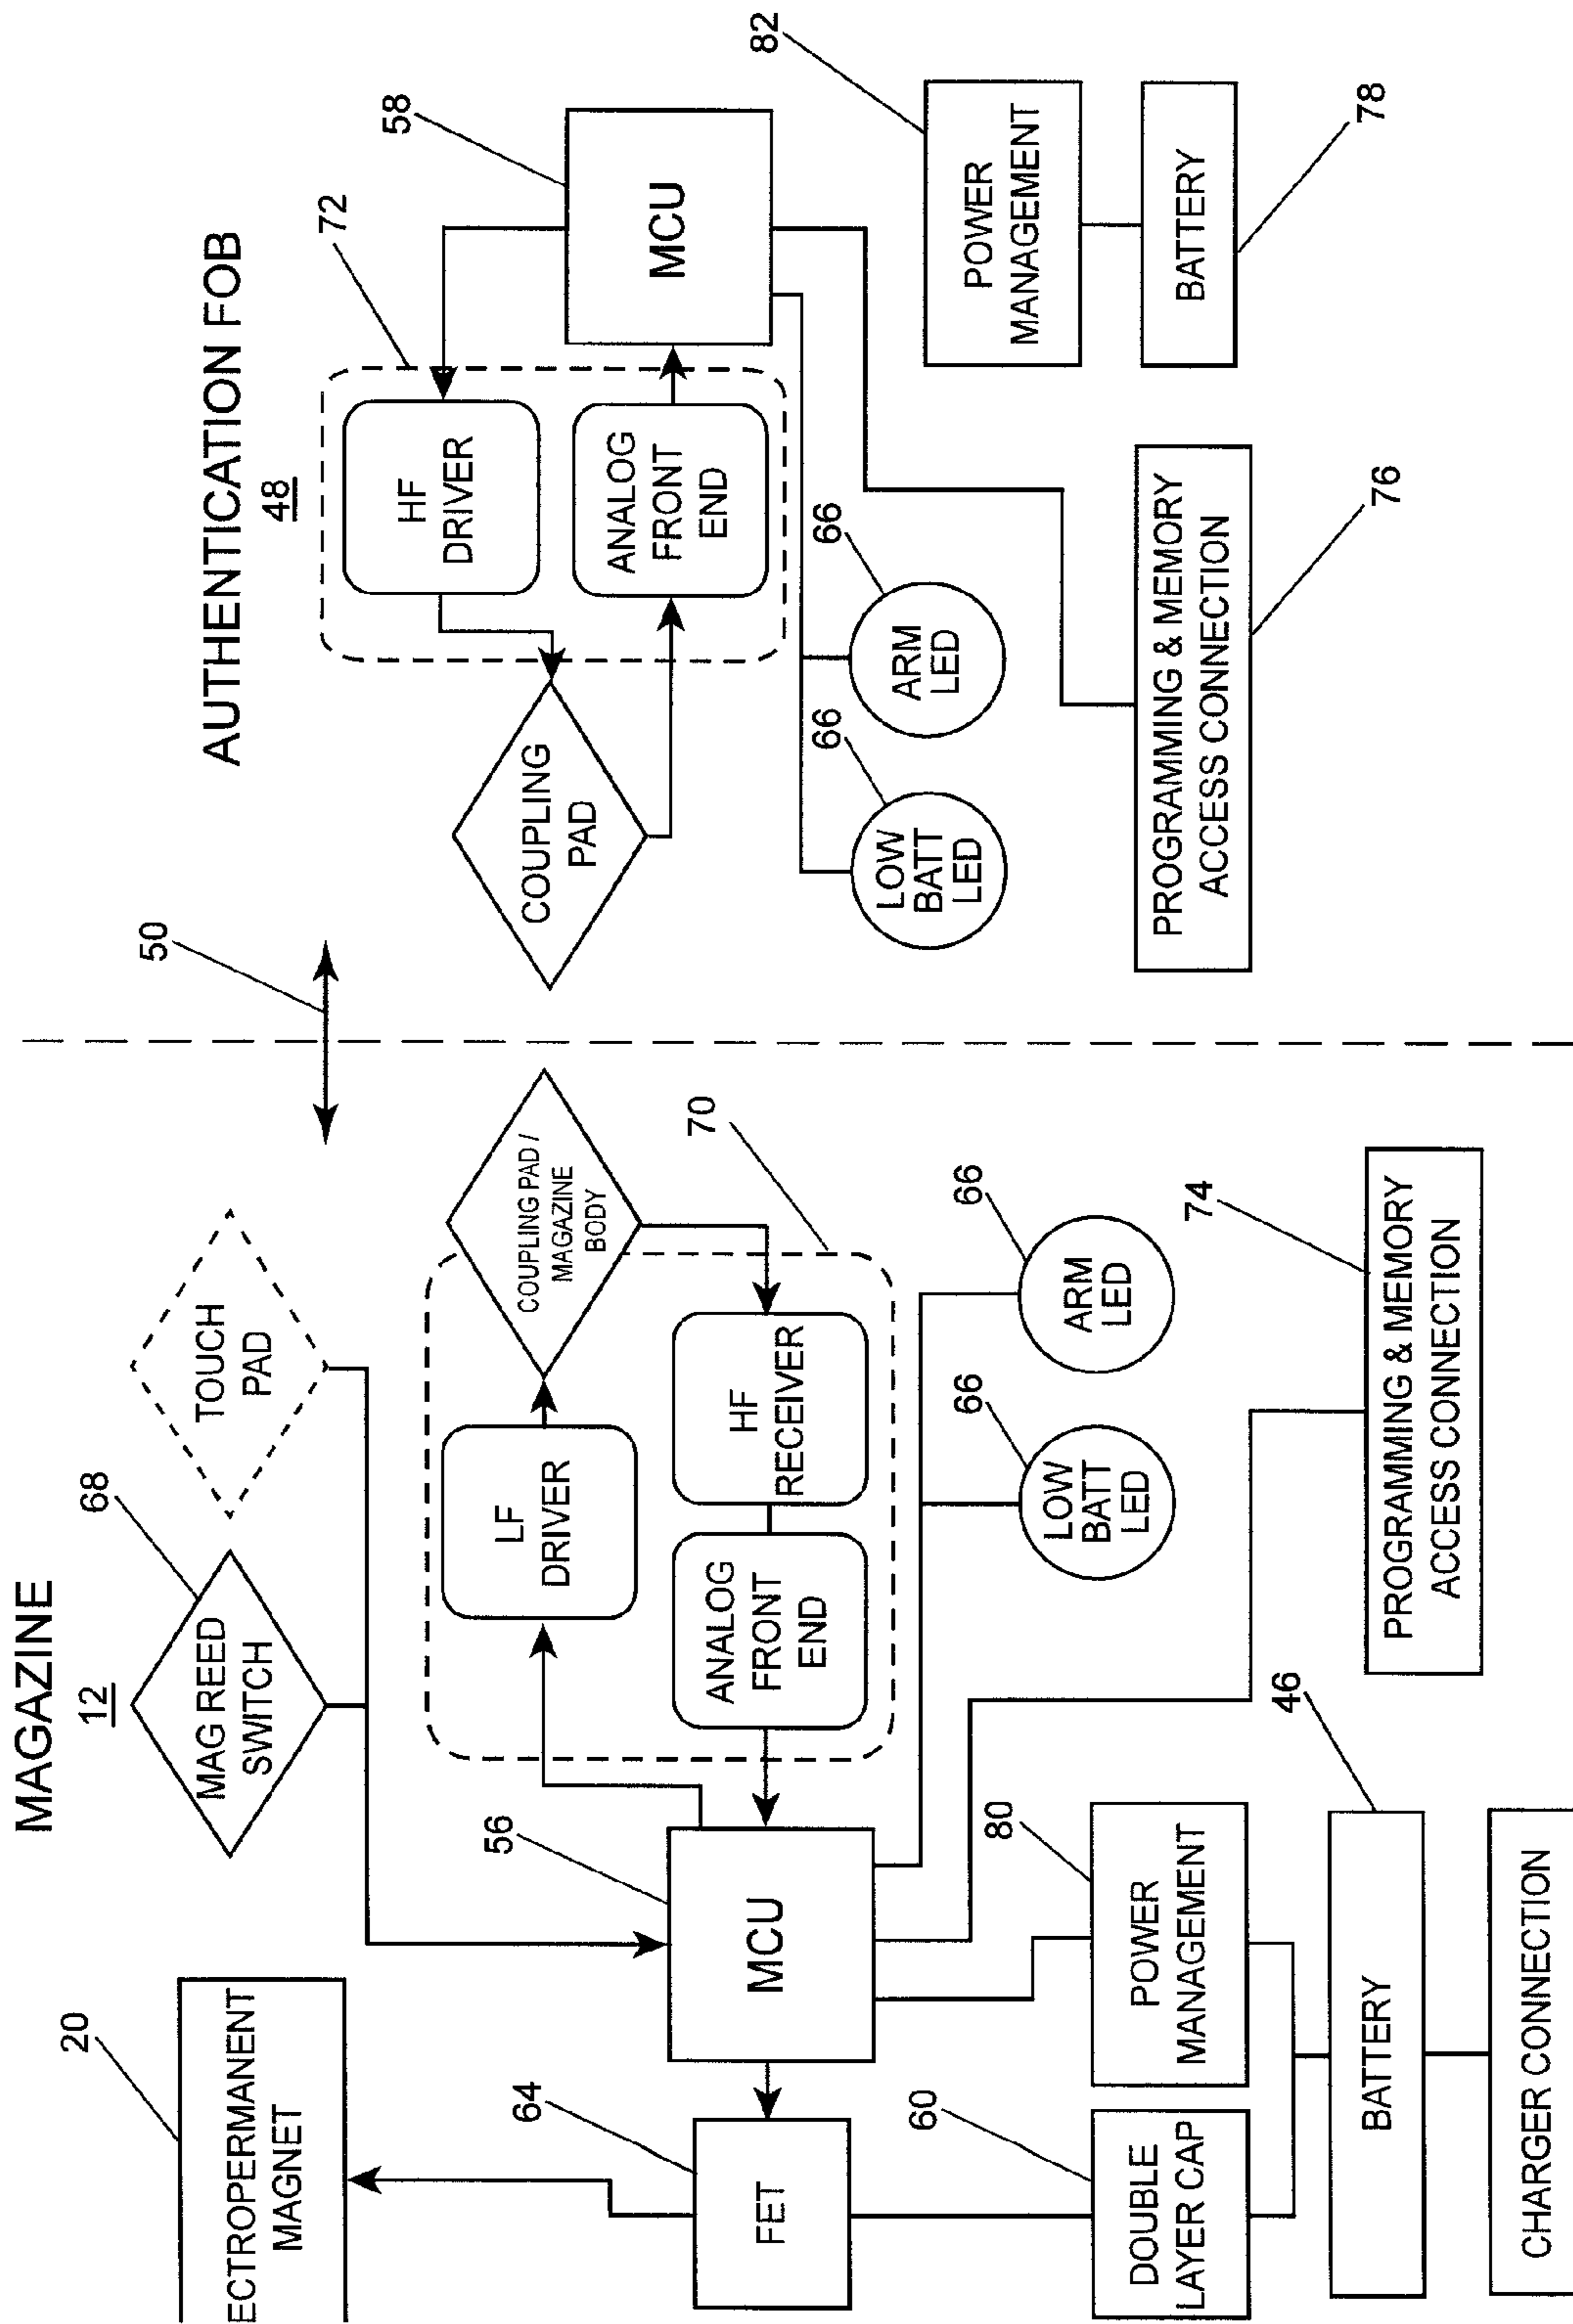 MAGAZINE
12
20
ECTROPERMANENT
MAGNET
68
MAG REED
SWITCH
TOUCH
PAD
64
FET
56
MCU
LF
DRIVER
COUPLING PAD /
MAGAZINE
BODY
HF
RECEIVER
ANALOG
FRONT
END
70
66
LOW
BATT
LED
66
ARM
LED
60
DOUBLE
LAYER CAP
80
POWER
MANAGEMENT
46
BATTERY
CHARGER CONNECTION
74
PROGRAMMING & MEMORY
ACCESS CONNECTION
50
AUTHENTICATION FOB
48
72
HF
DRIVER
ANALOG
FRONT
END
COUPLING
PAD
58
MCU
66
LOW
BATT
LED
66
ARM
LED
82
POWER
MANAGEMENT
BATTERY
78
PROGRAMMING & MEMORY
ACCESS CONNECTION
76